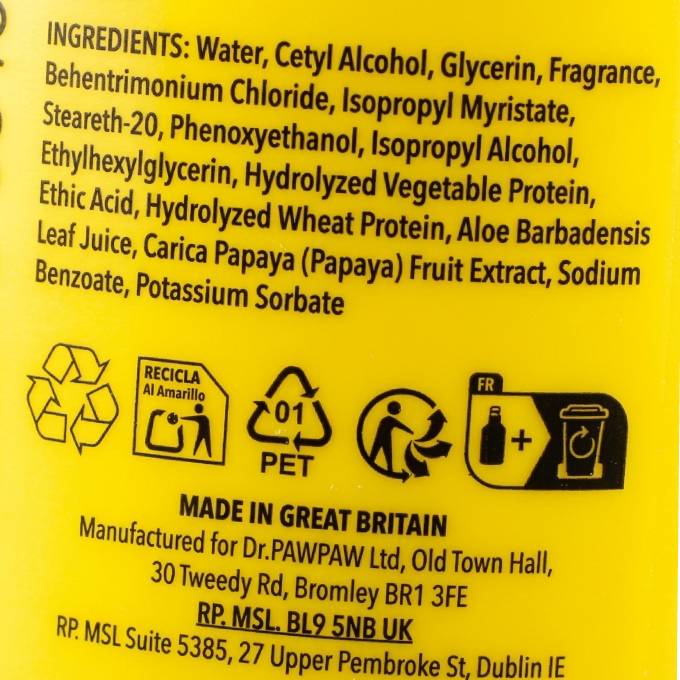 INGREDIENTS: Water, Cetyl Alcohol, Glycerin, Fragrance,
Behentrimonium Chloride, Isopropyl Myristate,
Steareth-20, Phenoxyethanol, Isopropyl Alcohol,
Ethylhexylglycerin, Hydrolyzed Vegetable Protein,
Ethic Acid, Hydrolyzed Wheat Protein, Aloe Barbadensis
Leaf Juice, Carica Papaya (Papaya) Fruit Extract, Sodium
Benzoate, Potassium Sorbate
RECICLA
Al Amarillo
01
PET
FR
+
MADE IN GREAT BRITAIN
Manufactured for Dr.PAWPAW Ltd, Old Town Hall,
30 Tweedy Rd, Bromley BR1 3FE
RP. MSL. BL9 5NB UK
RP. MSL Suite 5385, 27 Upper Pembroke St, Dublin IE